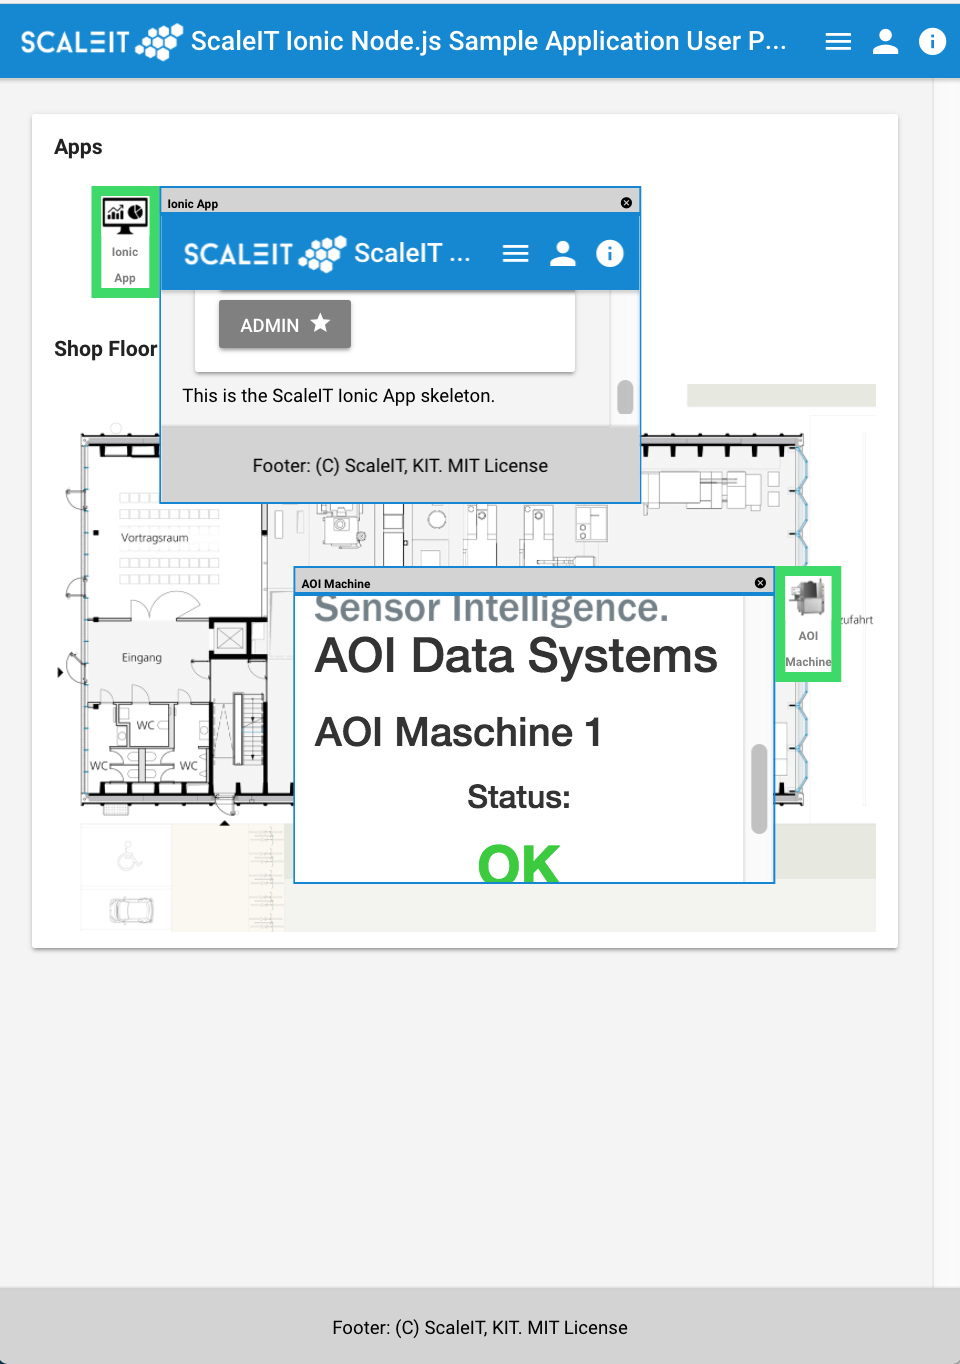 SCALEIT ScaleIT Ionic Node.js Sample Application User P...
Apps
Ionic
App
Ionic App
SCALEIT ScaleIT ...
ADMIN
This is the ScaleIT Ionic App skeleton.
Footer: (C) ScaleIT, KIT. MIT License
Shop Floor
Vortragsraum
Eingang
WC
WC
WC
AOI Machine
Sensor Intelligence.
AOI Data Systems
AOI Maschine 1
Status:
OK
AOI
Machine
zufahrt
Footer: (C) ScaleIT, KIT. MIT License